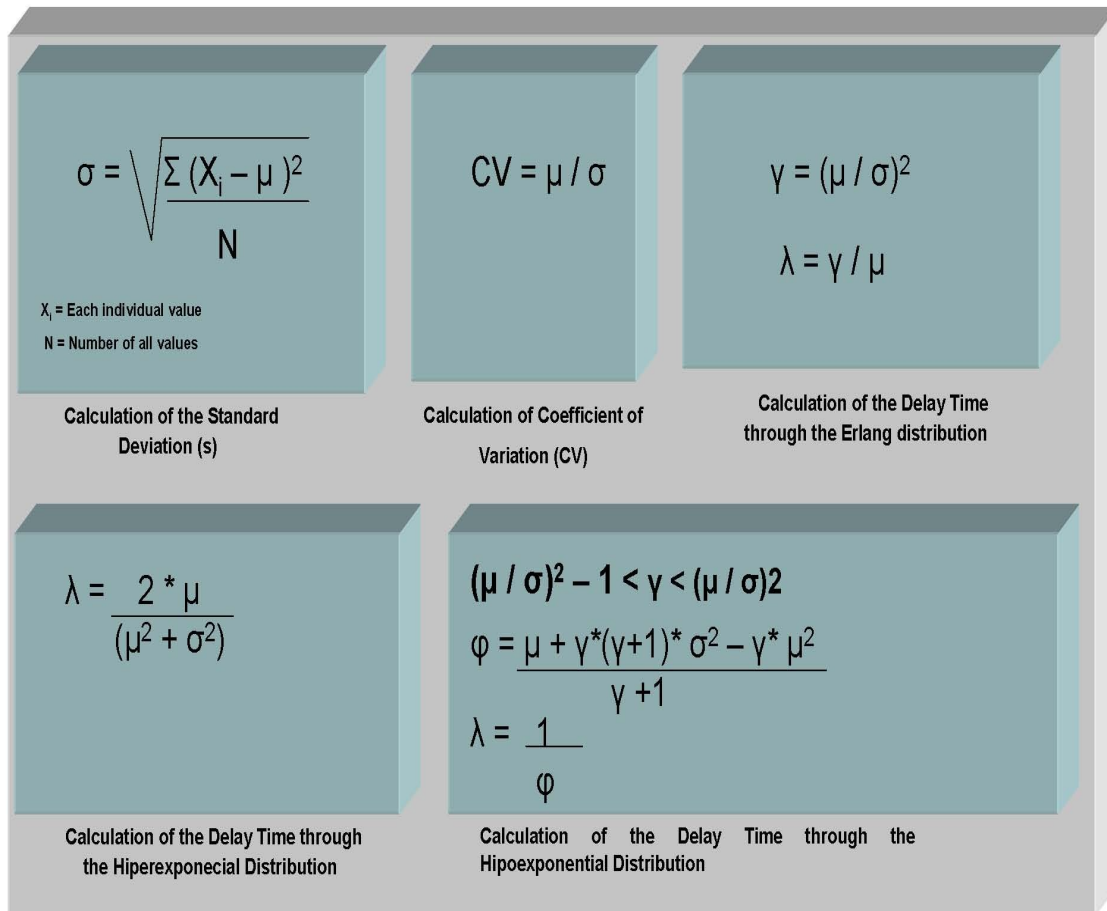 σ = √ Σ (Xi – μ )²
N
Xi = Each individual value
N = Number of all values
Calculation of the Standard
Deviation (s)
CV = μ / σ
Calculation of Coefficient of
Variation (CV)
γ = (μ / σ)²
λ = γ / μ
Calculation of the Delay Time
through the Erlang distribution
λ = 2 * μ
(μ² + σ²)
Calculation of the Delay Time through
the Hiperexponecial Distribution
(μ / σ)² – 1 < γ < (μ / σ)2
φ = μ + γ*(γ+1)* σ² – γ* μ²
γ +1
λ = 1
φ
Calculation of the Delay Time through the
Hipoexponential Distribution